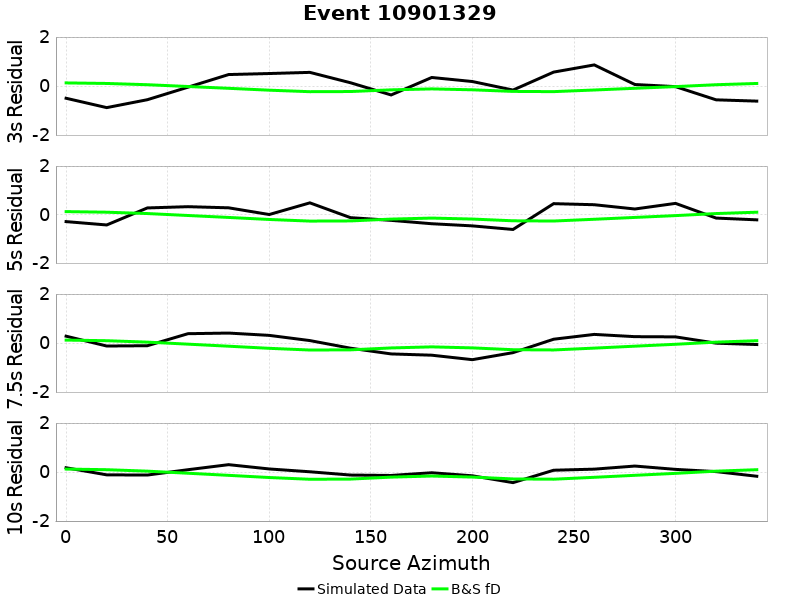 Event 10901329
3s Residual
2
0
-2
5s Residual
2
0
-2
7.5s Residual
2
0
-2
10s Residual
2
0
-2
0 50 100 150 200 250 300
Source Azimuth
Simulated Data B&S fD